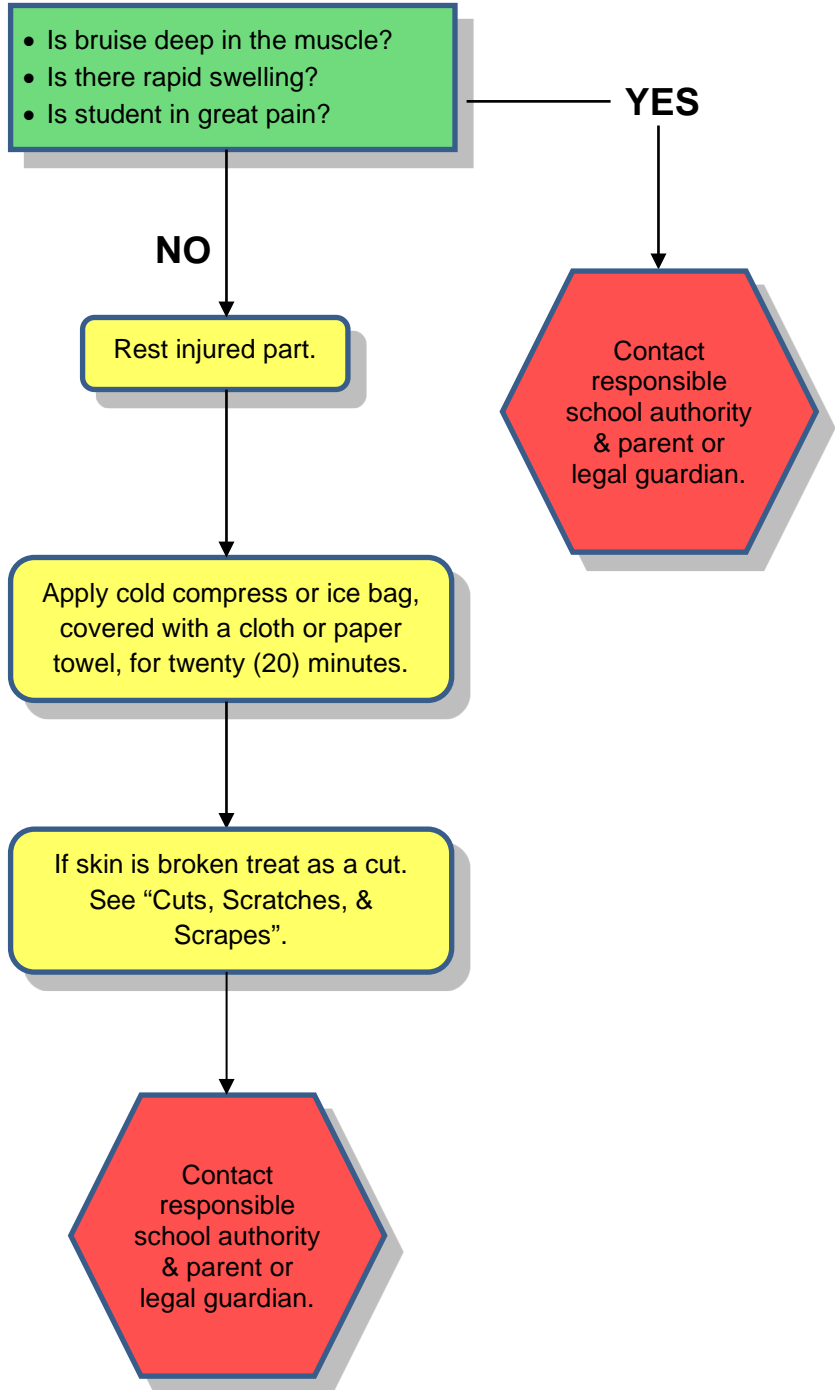 • Is bruise deep in the muscle?
• Is there rapid swelling?
• Is student in great pain?
YES
NO
Rest injured part.
Contact
responsible
school authority
& parent or
legal guardian.
Apply cold compress or ice bag,
covered with a cloth or paper
towel, for twenty (20) minutes.
If skin is broken treat as a cut.
See “Cuts, Scratches, &
Scrapes”.
Contact
responsible
school authority
& parent or
legal guardian.